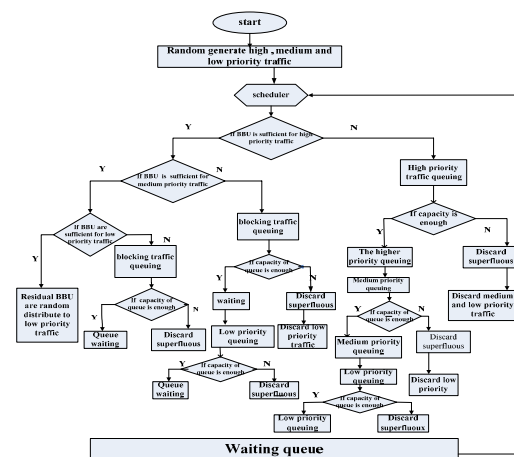 start
Random generate high , medium and
low priority traffic
scheduler
If BBU is sufficient for high
priority traffic
Y
N
If BBU is sufficient for
medium priority traffic
High priority
traffic queuing
Y
N
If BBU are
sufficient for low
priority traffic
blocking traffic
queuing
If capacity is
enough
Y
N
Y
N
blocking traffic
queuing
If capacity of
queue is enough
The higher
priority queuing
Discard
superfluous
Y
N
Residual BBU
are random
distribute to
low priority
traffic
If capacity of
queue is enough
waiting
Discard
superfluous
Medium priority
queuing
Discard medium
and low priority
traffic
Y
N
Queue
waiting
Discard
superfluous
Low priority
queuing
Discard low
priority
traffic
If capacity of
queue is enough
Y
N
If capacity of
queue is enough
Y
N
Medium priority
queuing
Discard
superfluous
Queue
waiting
Discard
superfluous
Low priority
queuing
Discard low
priority
If capacity of
queue is enough
Y
N
Low priority
queuing
Discard
superfluoux
Waiting queue